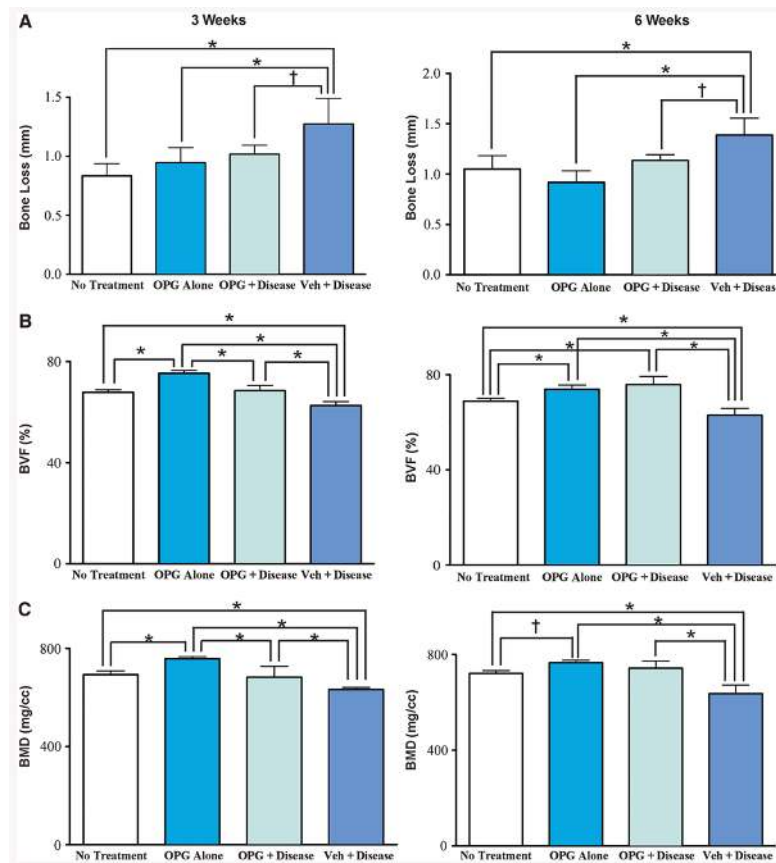 A
3 Weeks
6 Weeks
*
*
†
Bone Loss (mm)
1.5
1.0
0.5
0.0
No Treatment OPG Alone OPG + Disease Veh + Disease
*
*
†
Bone Loss (mm)
2.0
1.5
1.0
0.5
0.0
No Treatment OPG Alone OPG + Disease Veh + Disease
B
*
*
* * *
BVF (%)
80
40
0
No Treatment OPG Alone OPG + Disease Veh + Disease
*
* *
* *
BVF (%)
80
40
0
No Treatment OPG Alone OPG + Disease Veh + Disease
C
*
*
* * *
BMD (mg/cc)
800
400
0
No Treatment OPG Alone OPG + Disease Veh + Disease
*
† *
*
BMD (mg/cc)
800
400
0
No Treatment OPG Alone OPG + Disease Veh + Disease